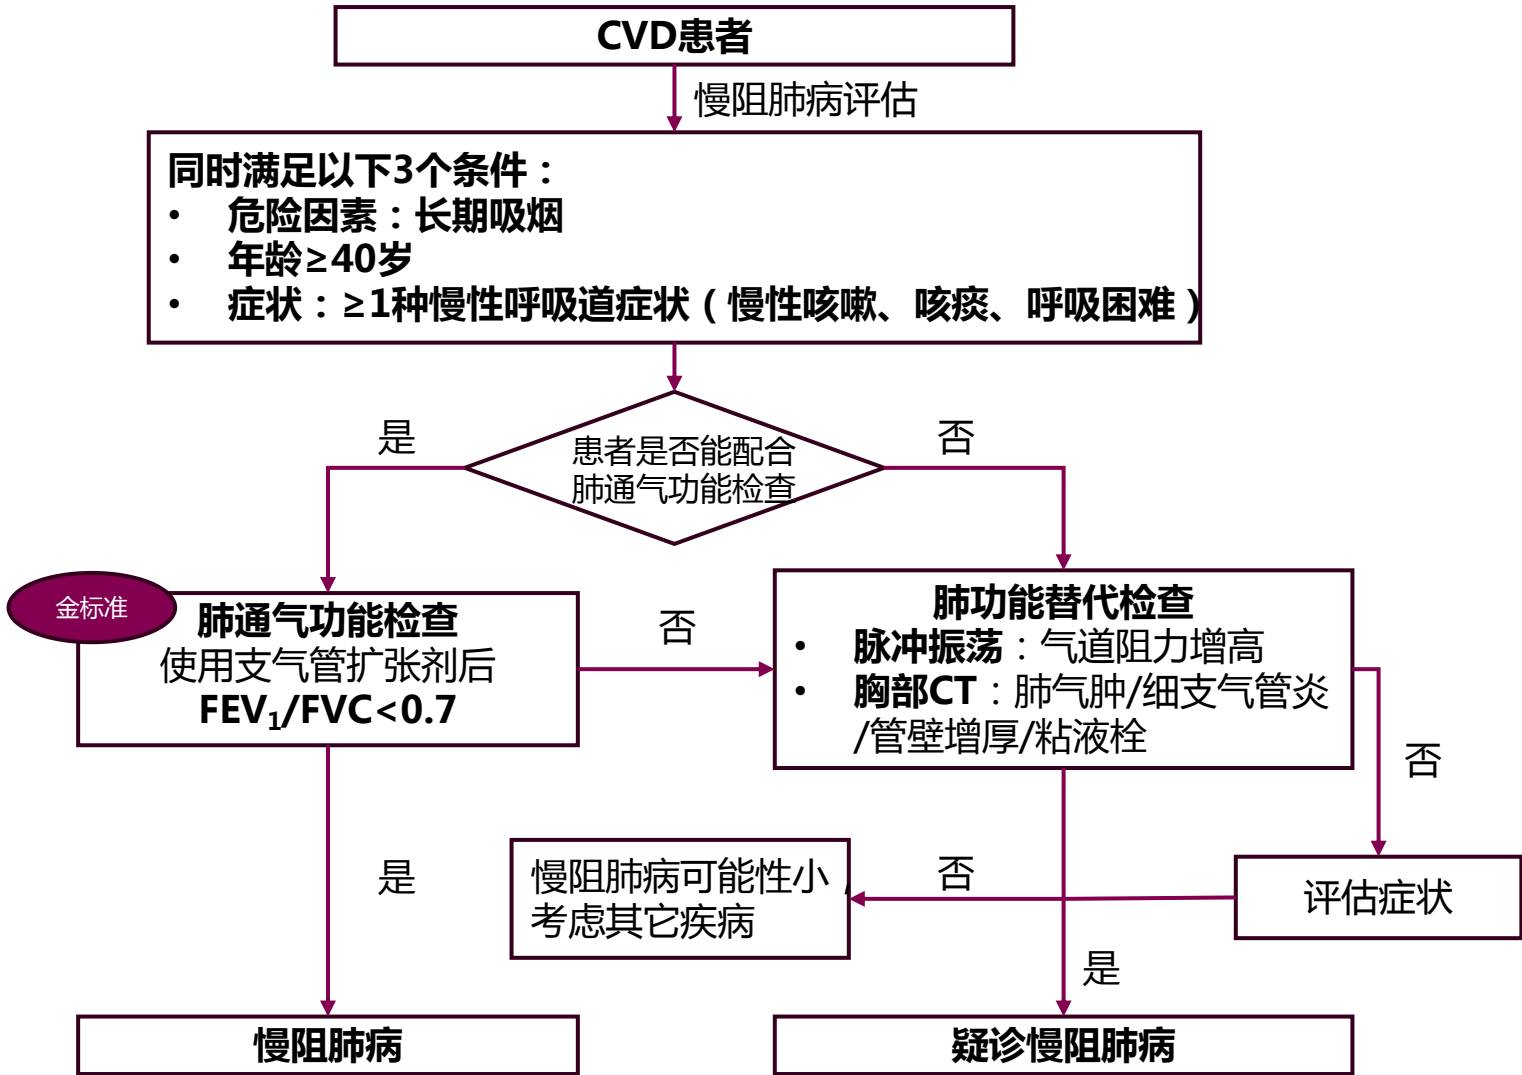 CVD患者
慢阻肺病评估
同时满足以下3个条件：
• 危险因素：长期吸烟
• 年龄≥40岁
• 症状：≥1种慢性呼吸道症状（慢性咳嗽、咳痰、呼吸困难）
是
患者是否能配合
肺通气功能检查
否
金标准
肺通气功能检查
使用支气管扩张剂后
FEV₁/FVC<0.7
否
肺功能替代检查
• 脉冲振荡：气道阻力增高
• 胸部CT：肺气肿/细支气管炎
/管壁增厚/粘液栓
否
是
慢阻肺病可能性小，
考虑其它疾病
否
评估症状
是
慢阻肺病
疑诊慢阻肺病